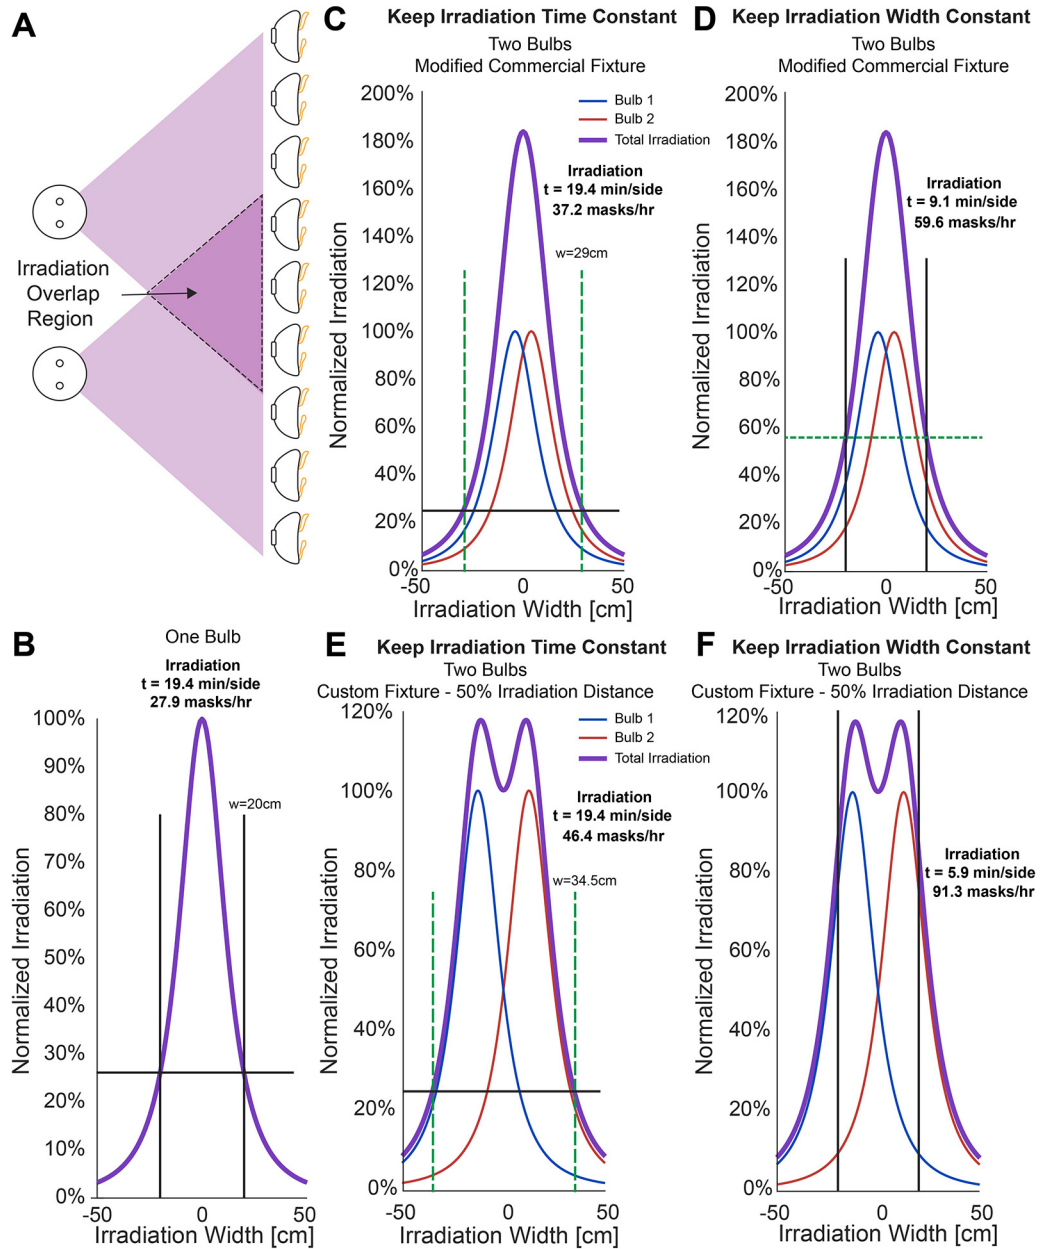 A
Irradiation
Overlap
Region
B
One Bulb
Irradiation
t = 19.4 min/side
27.9 masks/hr
w=20cm
Normalized Irradiation
100%
90%
80%
70%
60%
50%
40%
30%
20%
10%
0%
-50
0
50
Irradiation Width [cm]
C
Keep Irradiation Time Constant
Two Bulbs
Modified Commercial Fixture
Bulb 1
Bulb 2
Total Irradiation
Irradiation
t = 19.4 min/side
37.2 masks/hr
w=29cm
Normalized Irradiation
200%
180%
160%
140%
120%
100%
80%
60%
40%
20%
0%
-50
0
50
Irradiation Width [cm]
D
Keep Irradiation Width Constant
Two Bulbs
Modified Commercial Fixture
Irradiation
t = 9.1 min/side
59.6 masks/hr
Normalized Irradiation
200%
180%
160%
140%
120%
100%
80%
60%
40%
20%
0%
-50
0
50
Irradiation Width [cm]
E
Keep Irradiation Time Constant
Two Bulbs
Custom Fixture - 50% Irradiation Distance
Bulb 1
Bulb 2
Total Irradiation
Irradiation
t = 19.4 min/side
46.4 masks/hr
w=34.5cm
Normalized Irradiation
120%
100%
80%
60%
40%
20%
0%
-50
0
50
Irradiation Width [cm]
F
Keep Irradiation Width Constant
Two Bulbs
Custom Fixture - 50% Irradiation Distance
Irradiation
t = 5.9 min/side
91.3 masks/hr
Normalized Irradiation
120%
100%
80%
60%
40%
20%
0%
-50
0
50
Irradiation Width [cm]